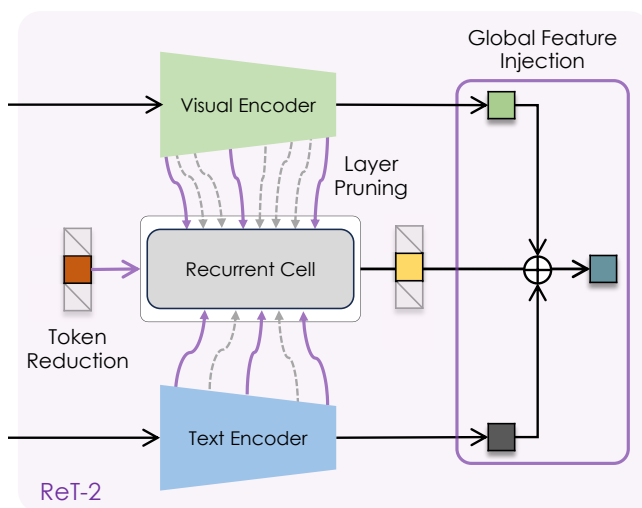 Global Feature
Injection
Visual Encoder
Layer
Pruning
Recurrent Cell
Token
Reduction
Text Encoder
ReT-2